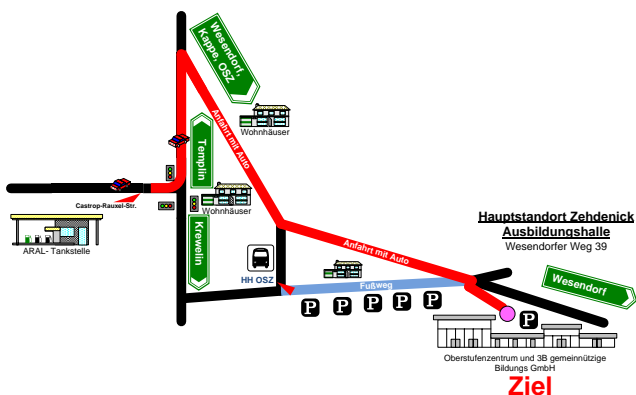 Wesendorf,
Kappe, OSZ
Anfahrt mit Auto
Wohnhäuser
Templin
Castrop-Rauxel-Str.
Wohnhäuser
ARAL- Tankstelle
Krewelin
HH OSZ
Anfahrt mit Auto
Fußweg
P
P
P
P
P
P
Hauptstandort Zehdenick
Ausbildungshalle
Wesendorfer Weg 39
Wesendorf
Oberstufenzentrum und 3B gemeinnützige
Bildungs GmbH
Ziel